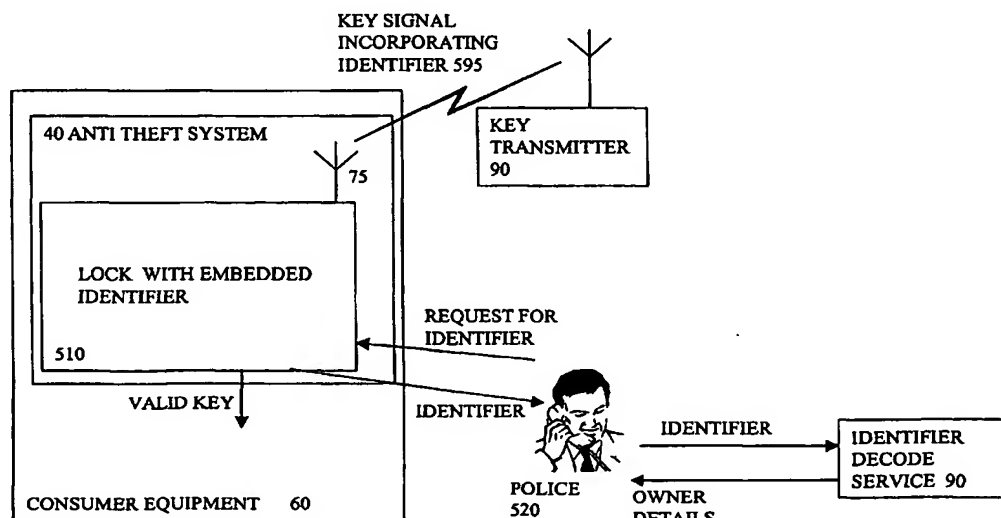 KEY SIGNAL
INCORPORATING
IDENTIFIER 595
KEY
TRANSMITTER
90
40 ANTI THEFT SYSTEM
75
LOCK WITH EMBEDDED
IDENTIFIER
510
REQUEST FOR
IDENTIFIER
VALID KEY
IDENTIFIER
IDENTIFIER
IDENTIFIER
DECODE
SERVICE 90
POLICE
520
OWNER
DETAILS
CONSUMER EQUIPMENT 60